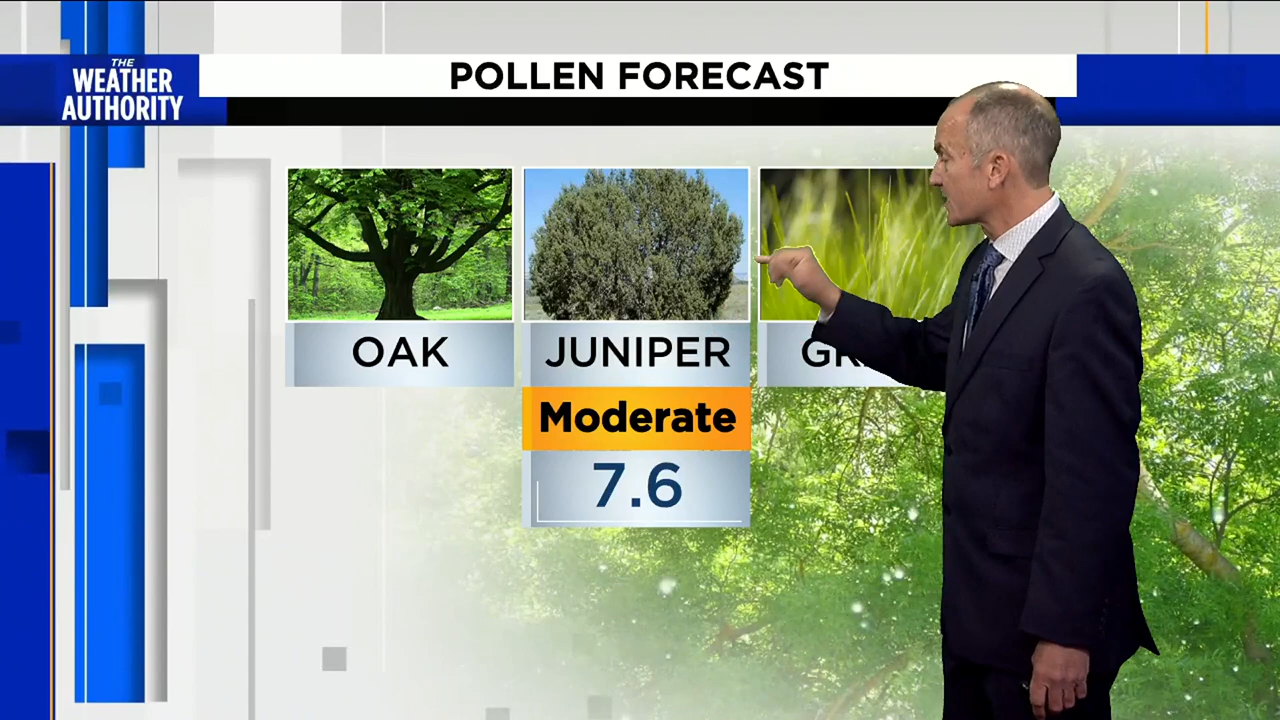 THE
WEATHER
AUTHORITY
POLLEN FORECAST
OAK
JUNIPER
Moderate
7.6